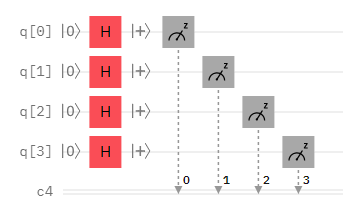 q[0] |0⟩ H |+⟩ z
q[1] |0⟩ H |+⟩ z
q[2] |0⟩ H |+⟩ z
q[3] |0⟩ H |+⟩ z
c4 0 1 2 3